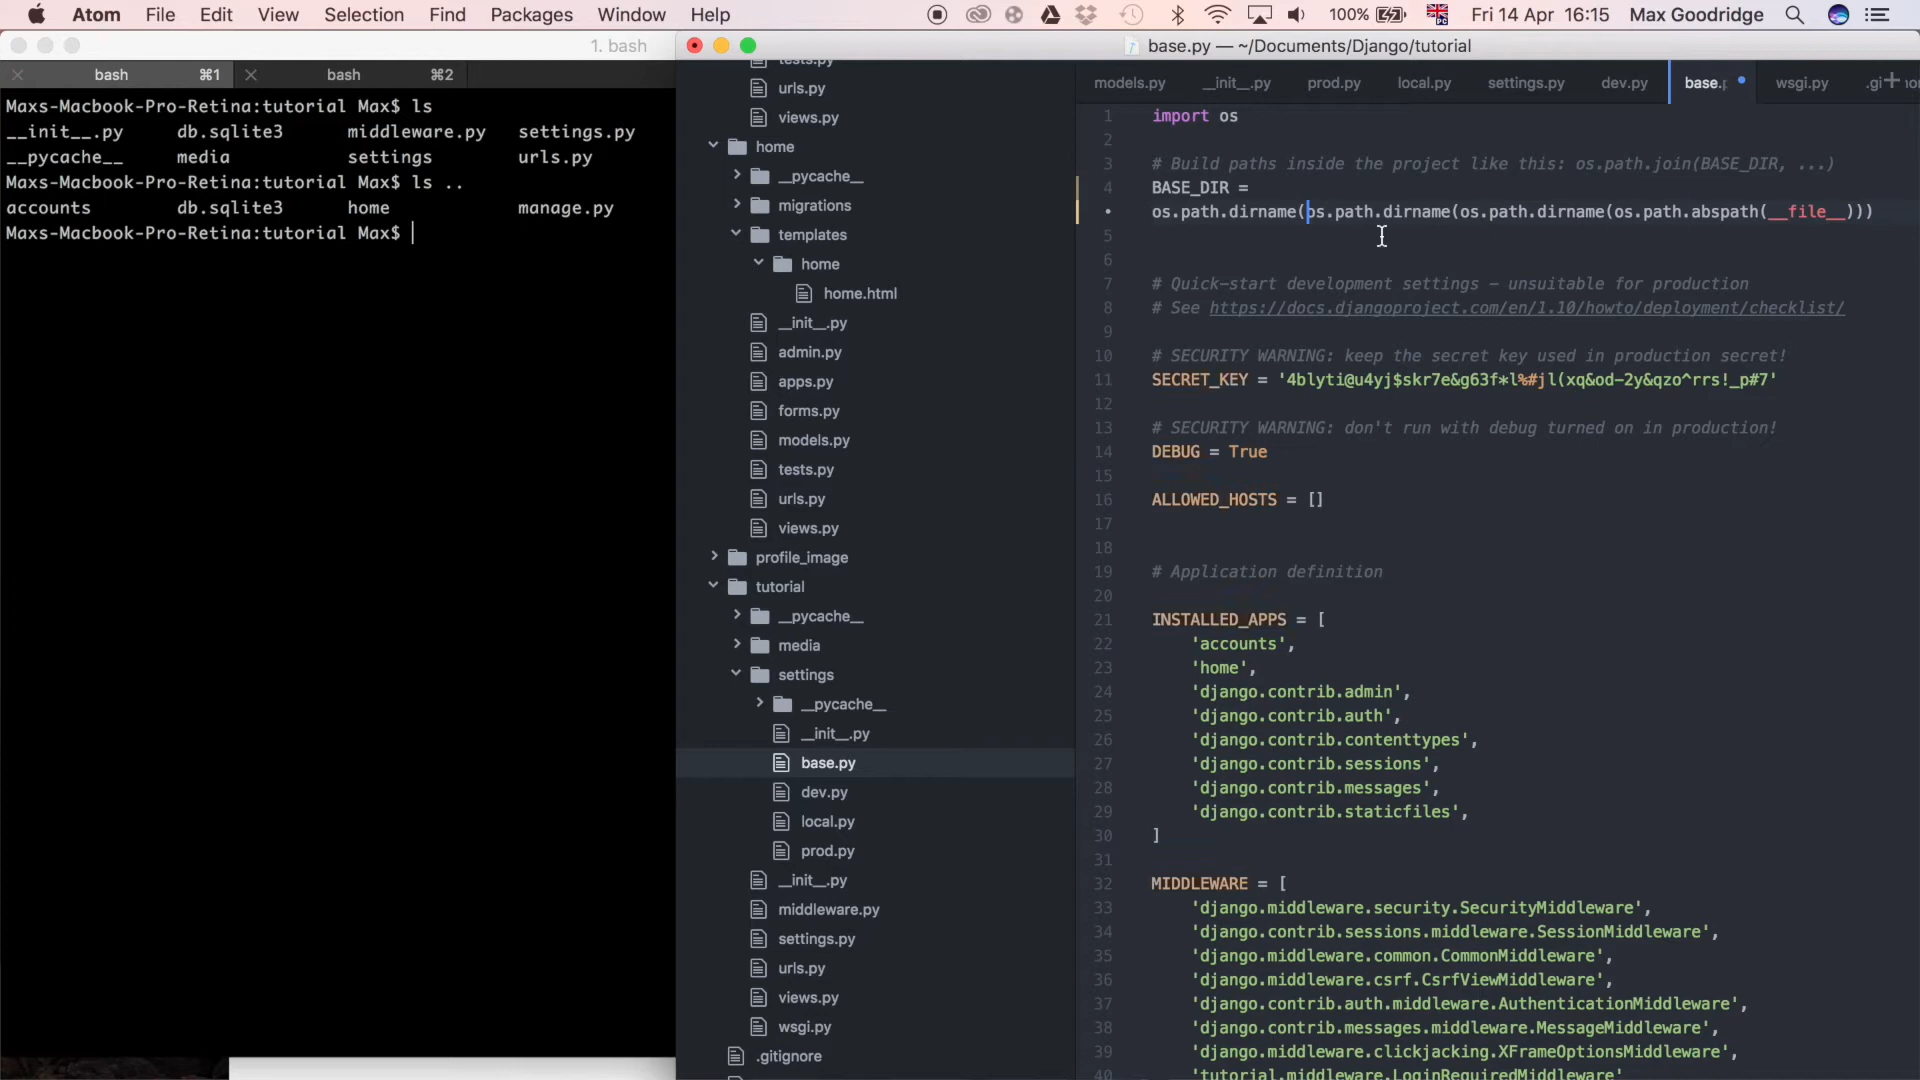 Atom File Edit View Selection Find Packages Window Help 100% Fri 14 Apr 16:15 Max Goodridge
1. bash
bash ⌘1 bash ⌘2
Maxs-Macbook-Pro-Retina:tutorial Max$ ls
__init__.py db.sqlite3 middleware.py settings.py
__pycache__ media settings urls.py
Maxs-Macbook-Pro-Retina:tutorial Max$ ls ..
accounts db.sqlite3 home manage.py
Maxs-Macbook-Pro-Retina:tutorial Max$
base.py — ~/Documents/Django/tutorial
tests.py
urls.py
views.py
home
__pycache__
migrations
templates
home
home.html
__init__.py
admin.py
apps.py
forms.py
models.py
tests.py
urls.py
views.py
profile_image
tutorial
__pycache__
media
settings
__pycache__
__init__.py
base.py
dev.py
local.py
prod.py
__init__.py
middleware.py
settings.py
urls.py
views.py
wsgi.py
.gitignore
models.py __init__.py prod.py local.py settings.py dev.py base. wsgi.py .gi
1 import os
2
3 # Build paths inside the project like this: os.path.join(BASE_DIR, ...)
4 BASE_DIR =
• os.path.dirname(os.path.dirname(os.path.dirname(os.path.abspath(__file__)))
5
6
7 # Quick-start development settings - unsuitable for production
8 # See https://docs.djangoproject.com/en/1.10/howto/deployment/checklist/
9
10 # SECURITY WARNING: keep the secret key used in production secret!
11 SECRET_KEY = '4blyti@u4yj$skr7e&g63f*l%#jl(xq&od-2y&qzo^rrs!_p#7'
12
13 # SECURITY WARNING: don't run with debug turned on in production!
14 DEBUG = True
15
16 ALLOWED_HOSTS = []
17
18
19 # Application definition
20
21 INSTALLED_APPS = [
22 'accounts',
23 'home',
24 'django.contrib.admin',
25 'django.contrib.auth',
26 'django.contrib.contenttypes',
27 'django.contrib.sessions',
28 'django.contrib.messages',
29 'django.contrib.staticfiles',
30 ]
31
32 MIDDLEWARE = [
33 'django.middleware.security.SecurityMiddleware',
34 'django.contrib.sessions.middleware.SessionMiddleware',
35 'django.middleware.common.CommonMiddleware',
36 'django.middleware.csrf.CsrfViewMiddleware',
37 'django.contrib.auth.middleware.AuthenticationMiddleware',
38 'django.contrib.messages.middleware.MessageMiddleware',
39 'django.middleware.clickjacking.XFrameOptionsMiddleware',
40 'tutorial.middleware.LoginRequiredMiddleware'